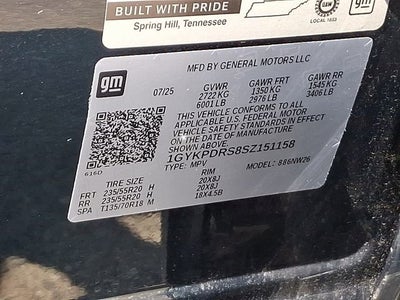 BUILT WITH PRIDE
Spring Hill, Tennessee
LOCAL 1853
gm
MFD BY GENERAL MOTORS LLC
07/25 GVWR GAWR FRT GAWR RR
2722 KG 1350 KG 1545 KG
6001 LB 2976 LB 3406 LB
THIS VEHICLE CONFORMS TO ALL
APPLICABLE U.S. FEDERAL MOTOR
VEHICLE SAFETY STANDARDS IN EFFECT
ON THE DATE OF MANUFACTURE
SHOWN ABOVE.
1GYKPDRS8SZ151158
TYPE: MPV MODEL: 886NW26
616D
TIRE SIZE RIM
FRT 235/55R20 H 20X8J
RR 235/55R20 H 20X8J
SPA T135/70R18 M 18X4.5B